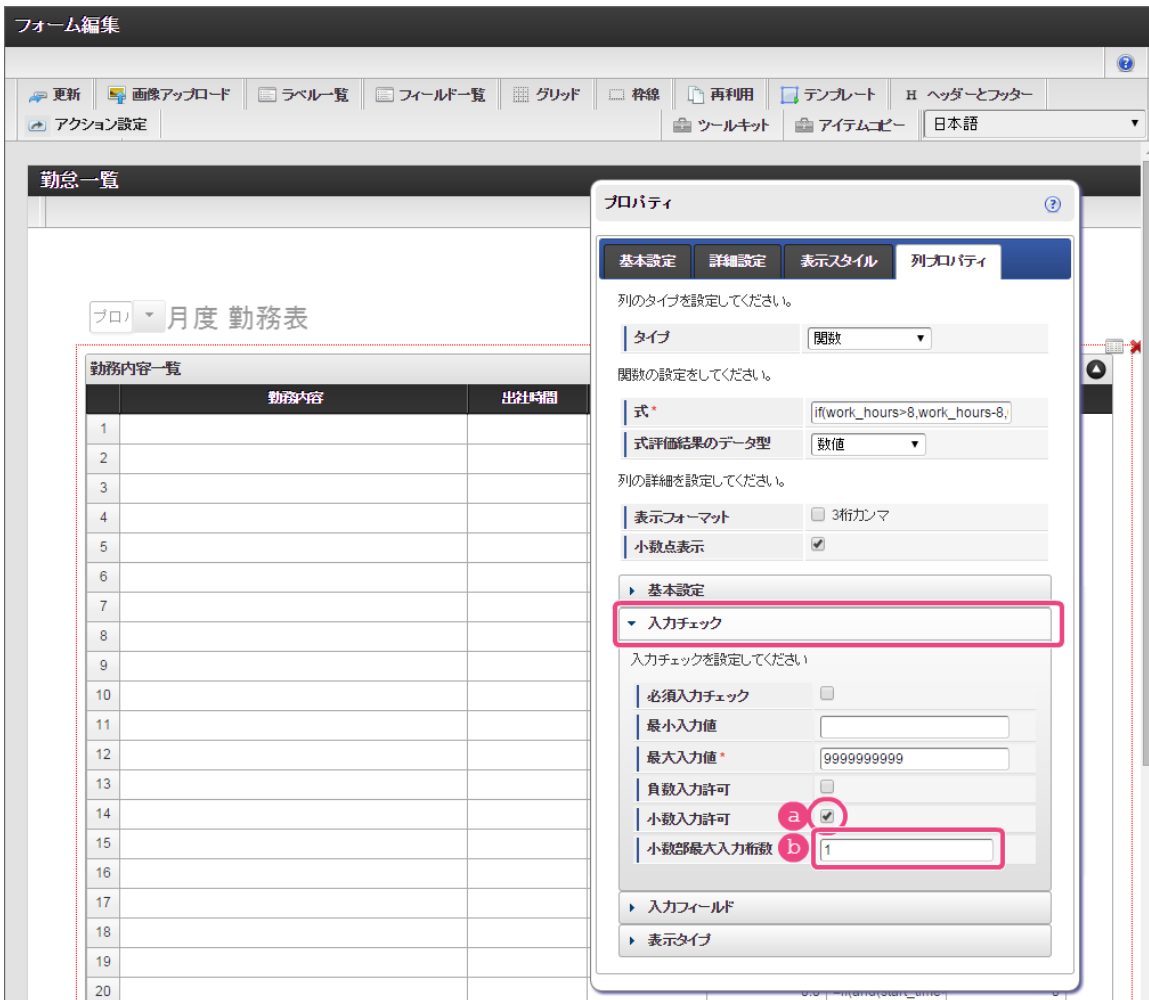 フォーム編集
更新 画像アップロード ラベル一覧 フィールド一覧 グリッド 枠線 再利用 テンプレート H ヘッダーとフッター
アクション設定 ツールキット アイテムコピー 日本語
勤怠一覧
月度 勤務表
勤務内容一覧
勤務内容 出社時間
1
2
3
4
5
6
7
8
9
10
11
12
13
14
15
16
17
18
19
20
プロパティ
基本設定 詳細設定 表示スタイル 列プロパティ
列のタイプを設定してください。
タイプ 関数
関数の設定をしてください。
式* if(work_hours>8,work_hours-8,
式評価結果のデータ型 数値
列の詳細を設定してください。
表示フォーマット 3桁カンマ
小数点表示
基本設定
入力チェック
入力チェックを設定してください
必須入力チェック
最小入力値
最大入力値* 9999999999
負数入力許可
小数入力許可 a
小数部最大入力桁数 b 1
入力フィールド
表示タイプ